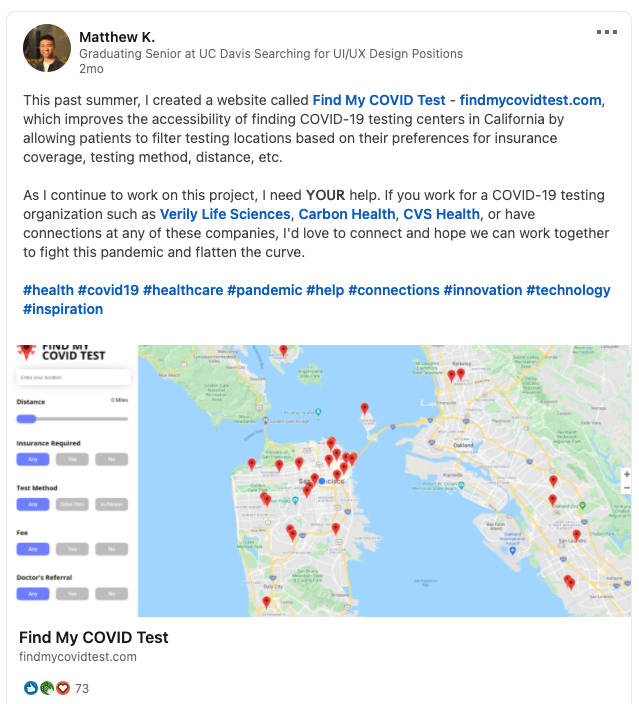 Matthew K.
Graduating Senior at UC Davis Searching for UI/UX Design Positions
2mo
This past summer, I created a website called Find My COVID Test - findmycovidtest.com,
which improves the accessibility of finding COVID-19 testing centers in California by
allowing patients to filter testing locations based on their preferences for insurance
coverage, testing method, distance, etc.
As I continue to work on this project, I need YOUR help. If you work for a COVID-19 testing
organization such as Verily Life Sciences, Carbon Health, CVS Health, or have
connections at any of these companies, I'd love to connect and hope we can work together
to fight this pandemic and flatten the curve.
#health #covid19 #healthcare #pandemic #help #connections #innovation #technology
#inspiration
FIND MY
COVID TEST
Enter your location
Distance 0 Miles
Insurance Required
Any Yes No
Test Method
Any Drive-Thru In-Person
Fee
Any Yes No
Doctor's Referral
Any Yes No
Berkeley
Oakland
Alameda
Daly City
Find My COVID Test
findmycovidtest.com
73